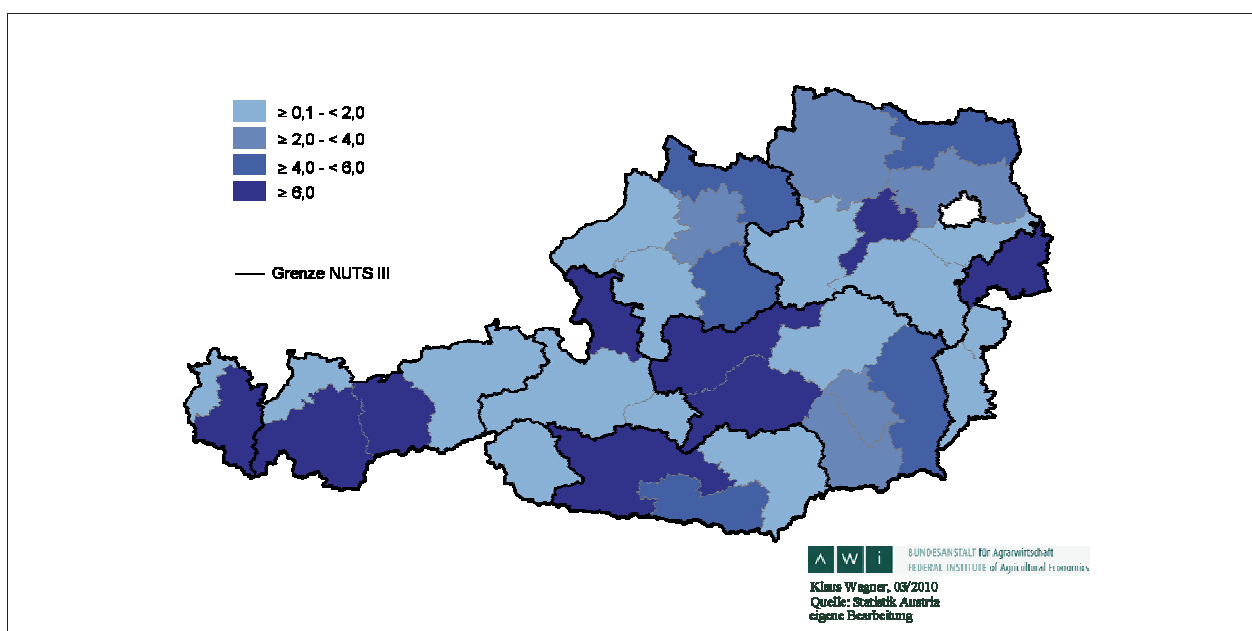 ≥ 0,1 - < 2,0
≥ 2,0 - < 4,0
≥ 4,0 - < 6,0
≥ 6,0
Grenze NUTS III
AWI BUNDESANSTALT für Agrarwirtschaft
FEDERAL INSTITUTE of Agricultural Economics
Klaus Wagner, 03/2010
Quelle: Statistik Austria
eigene Bearbeitung